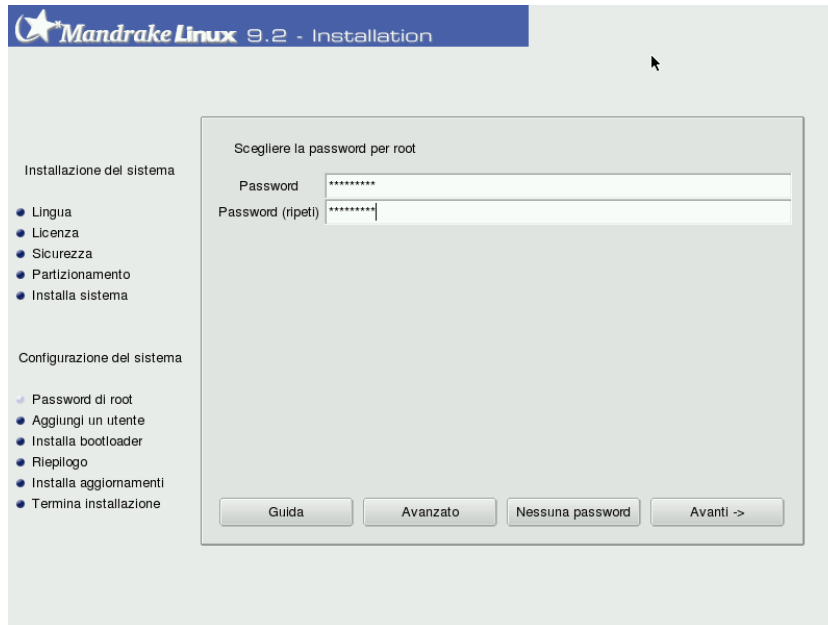 Mandrake Linux 9.2 - Installation
Installazione del sistema
Lingua
Licenza
Sicurezza
Partizionamento
Installa sistema
Configurazione del sistema
Password di root
Aggiungi un utente
Installa bootloader
Riepilogo
Installa aggiornamenti
Termina installazione
Scegliere la password per root
Password *********
Password (ripeti) *********
Guida Avanzato Nessuna password Avanti ->